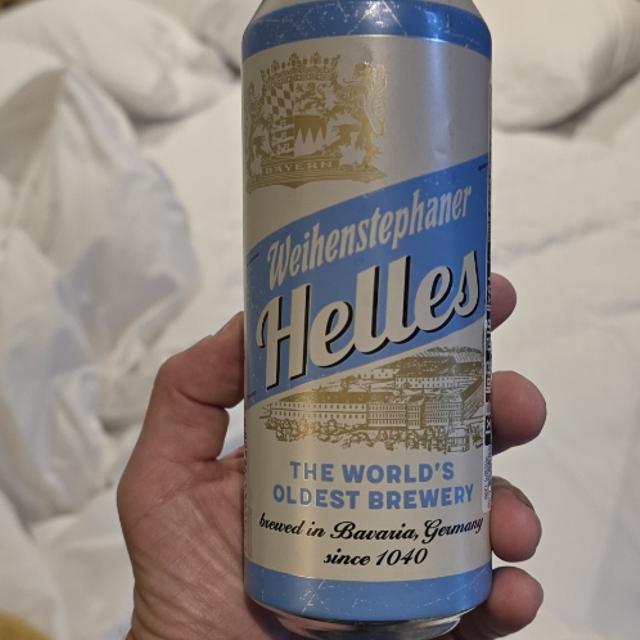 BAYERN
Weihenstephaner
Helles
THE WORLD'S
OLDEST BREWERY
brewed in Bavaria, Germany
since 1040